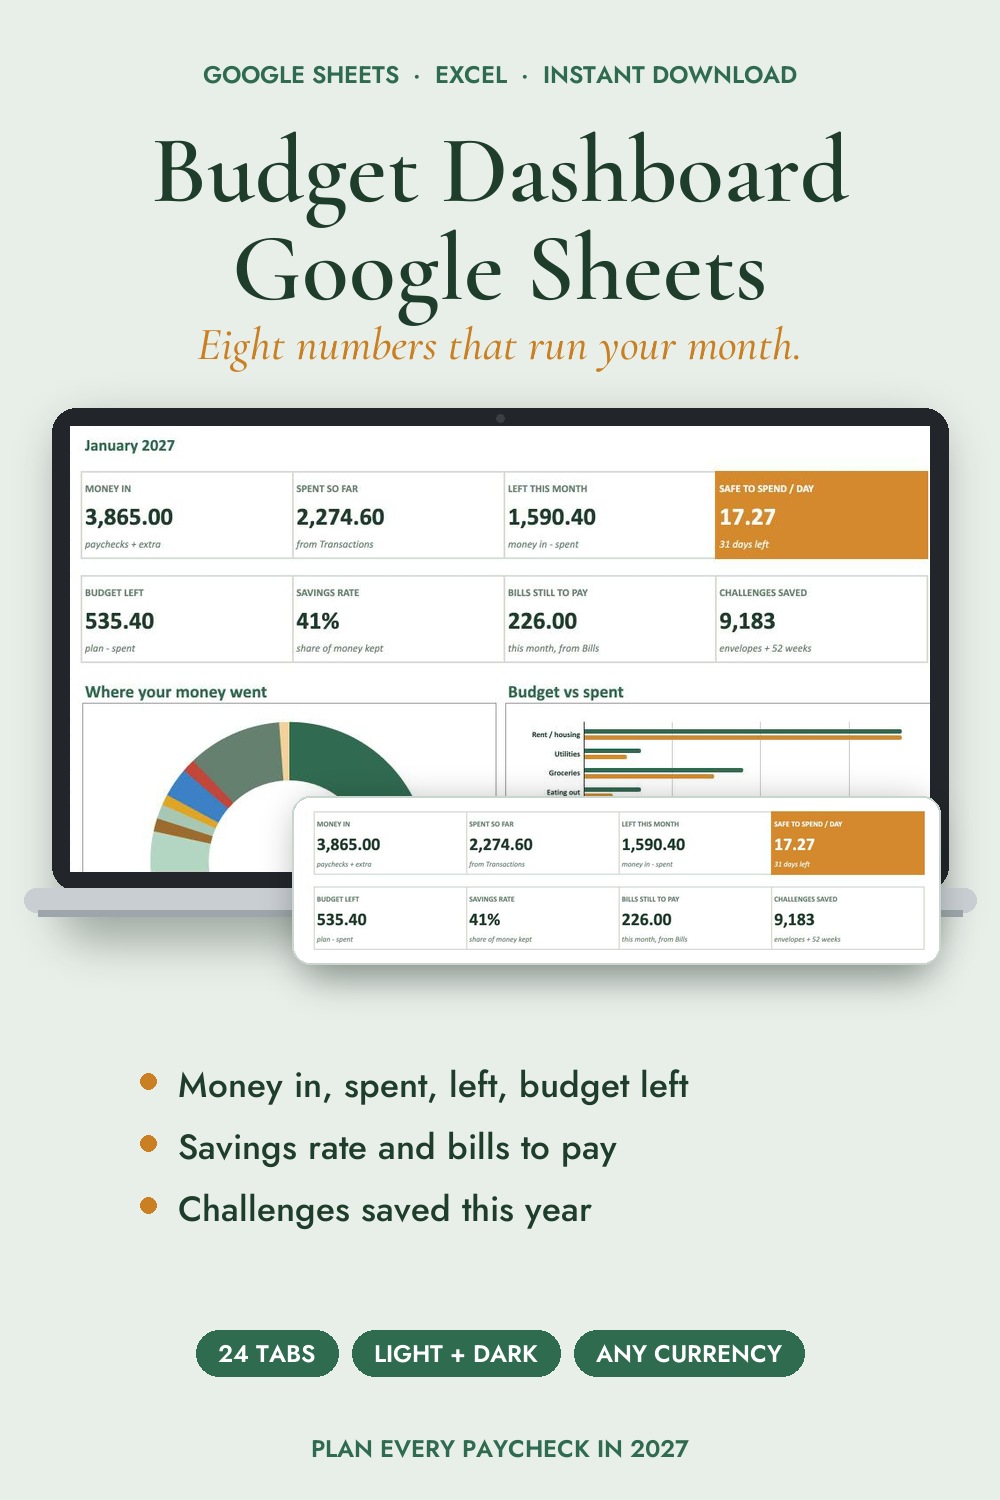 GOOGLE SHEETS · EXCEL · INSTANT DOWNLOAD
Budget Dashboard
Google Sheets
Eight numbers that run your month.
January 2027
MONEY IN
3,865.00
paychecks + extra
SPENT SO FAR
2,274.60
from Transactions
LEFT THIS MONTH
1,590.40
money in - spent
SAFE TO SPEND / DAY
17.27
31 days left
BUDGET LEFT
535.40
plan - spent
SAVINGS RATE
41%
share of money kept
BILLS STILL TO PAY
226.00
this month, from Bills
CHALLENGES SAVED
9,183
envelopes + 52 weeks
Where your money went
Budget vs spent
Rent / housing
Utilities
Groceries
Eating out
MONEY IN
3,865.00
paychecks + extra
SPENT SO FAR
2,274.60
from Transactions
LEFT THIS MONTH
1,590.40
money in - spent
SAFE TO SPEND / DAY
17.27
31 days left
BUDGET LEFT
535.40
plan - spent
SAVINGS RATE
41%
share of money kept
BILLS STILL TO PAY
226.00
this month, from Bills
CHALLENGES SAVED
9,183
envelopes + 52 weeks
Money in, spent, left, budget left
Savings rate and bills to pay
Challenges saved this year
24 TABS
LIGHT + DARK
ANY CURRENCY
PLAN EVERY PAYCHECK IN 2027